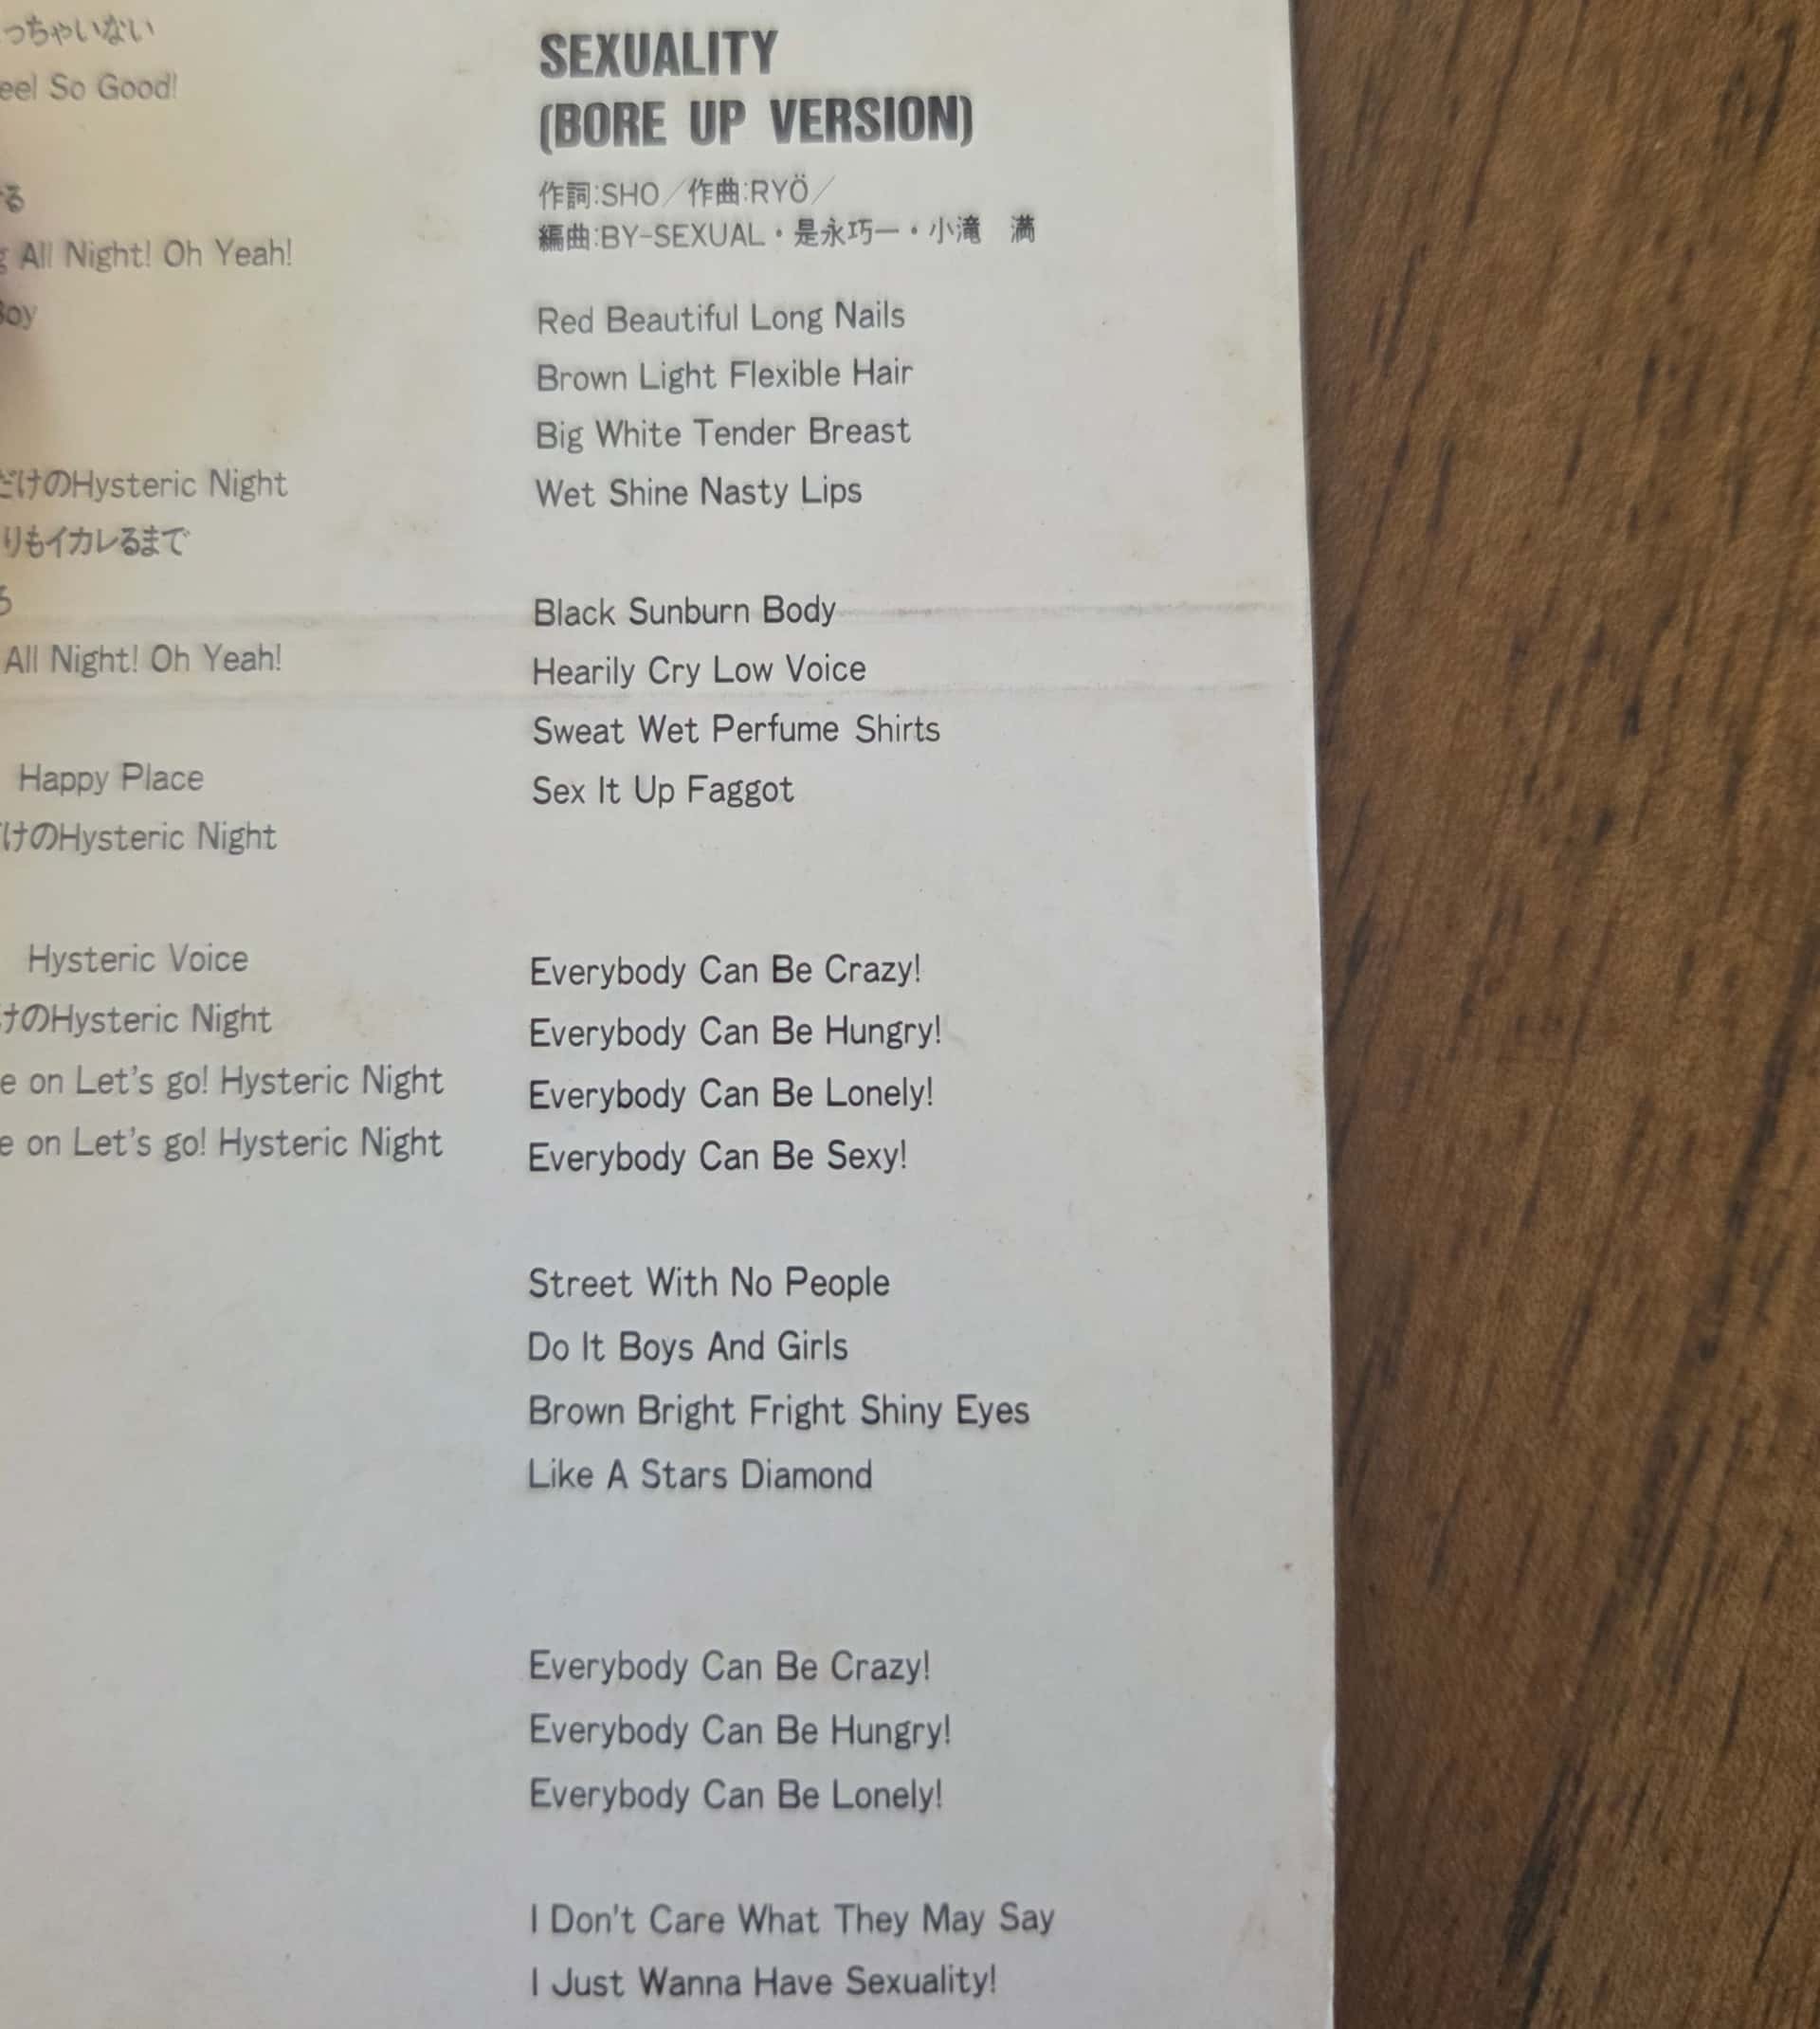 っちゃいない
So Good!
る
All Night! Oh Yeah!
だけのHysteric Night
りもイカレるまで
る
All Night! Oh Yeah!
Happy Place
けのHysteric Night
Hysteric Voice
けのHysteric Night
on Let's go! Hysteric Night
on Let's go! Hysteric Night
SEXUALITY
(BORE UP VERSION)
作詞:SHO／作曲:RYÖ／
編曲:BY-SEXUAL・是永巧一・小滝　満
Red Beautiful Long Nails
Brown Light Flexible Hair
Big White Tender Breast
Wet Shine Nasty Lips
Black Sunburn Body
Hearily Cry Low Voice
Sweat Wet Perfume Shirts
Sex It Up Faggot
Everybody Can Be Crazy!
Everybody Can Be Hungry!
Everybody Can Be Lonely!
Everybody Can Be Sexy!
Street With No People
Do It Boys And Girls
Brown Bright Fright Shiny Eyes
Like A Stars Diamond
Everybody Can Be Crazy!
Everybody Can Be Hungry!
Everybody Can Be Lonely!
I Don't Care What They May Say
I Just Wanna Have Sexuality!